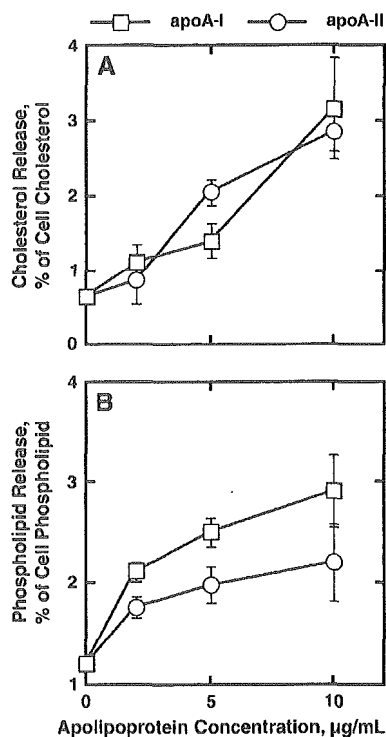 apoA-I apoA-II
A
Cholesterol Release,
% of Cell Cholesterol
4
3
2
1
0
B
Phospholipid Release,
% of Cell Phospholipid
4
3
2
1
0 5 10
Apolipoprotein Concentration, µg/mL